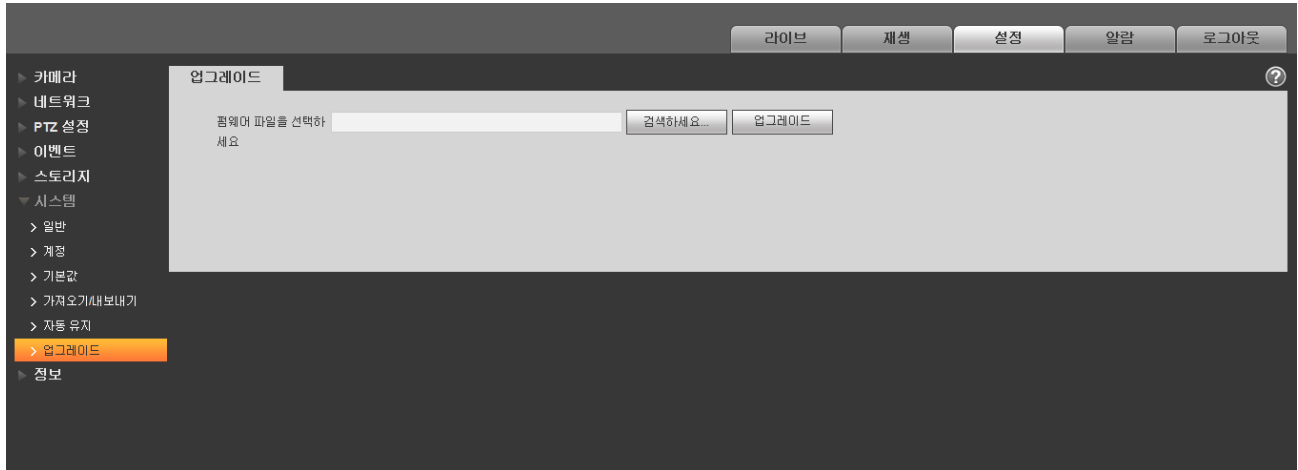 라이브
재생
설정
알람
로그아웃
카메라
네트워크
PTZ 설정
이벤트
스토리지
시스템
일반
계정
기본값
가져오기/내보내기
자동 유지
업그레이드
정보
업그레이드
?
펌웨어 파일을 선택하
세요
검색하세요...
업그레이드